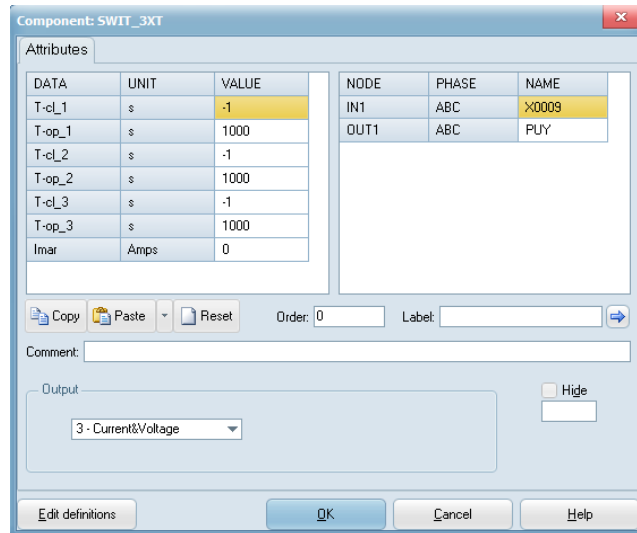 Component: SWIT_3XT
Attributes
DATA UNIT VALUE
T-cl_1 s -1
T-op_1 s 1000
T-cl_2 s -1
T-op_2 s 1000
T-cl_3 s -1
T-op_3 s 1000
Imar Amps 0
NODE PHASE NAME
IN1 ABC X0009
OUT1 ABC PUY
Copy Paste Reset Order: 0 Label:
Comment:
Output
3 - Current&Voltage
Hide
Edit definitions OK Cancel Help